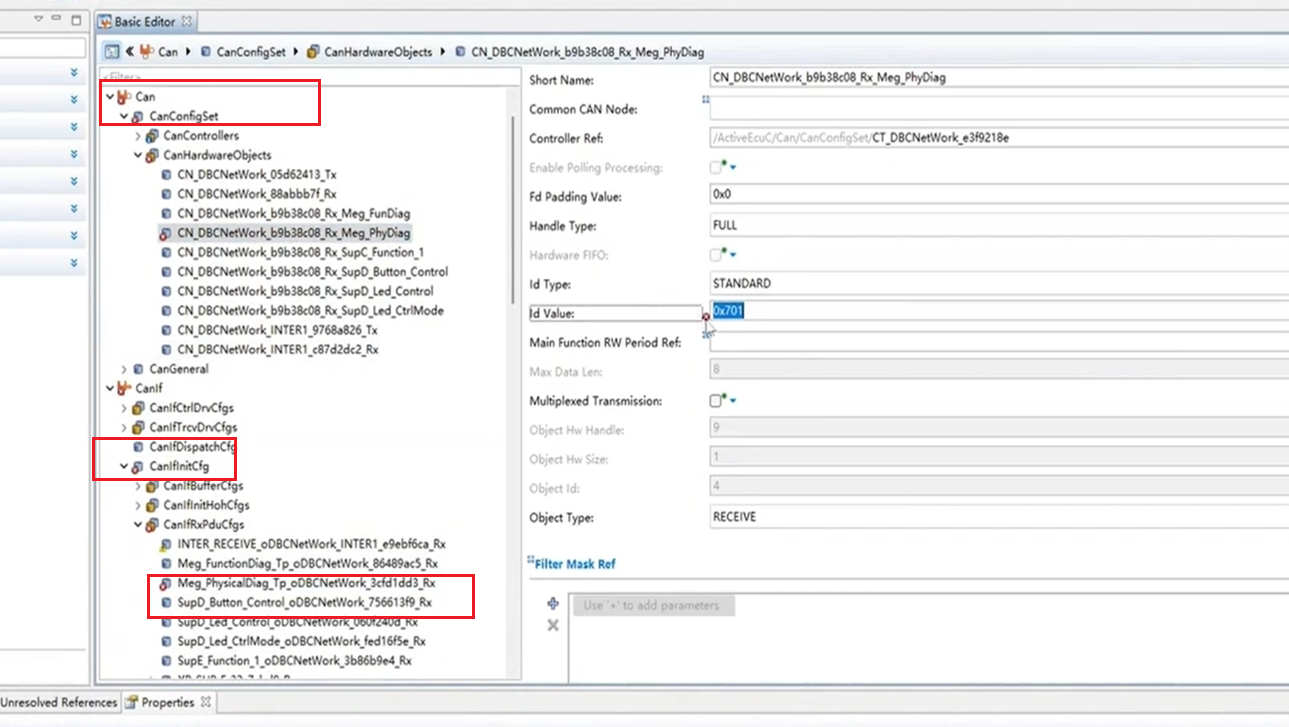 Basic Editor
Can CanConfigSet CanHardwareObjects CN_DBCNetWork_b9b38c08_Rx_Meg_PhyDiag
<Filter>
Can
CanConfigSet
CanControllers
CanHardwareObjects
CN_DBCNetWork_05d62413_Tx
CN_DBCNetWork_88abbb7f_Rx
CN_DBCNetWork_b9b38c08_Rx_Meg_FunDiag
CN_DBCNetWork_b9b38c08_Rx_Meg_PhyDiag
CN_DBCNetWork_b9b38c08_Rx_SupC_Function_1
CN_DBCNetWork_b9b38c08_Rx_SupD_Button_Control
CN_DBCNetWork_b9b38c08_Rx_SupD_Led_Control
CN_DBCNetWork_b9b38c08_Rx_SupD_Led_CtrlMode
CN_DBCNetWork_INTER1_9768a826_Tx
CN_DBCNetWork_INTER1_c87d2dc2_Rx
CanGeneral
CanIf
CanIfCtrlDrvCfgs
CanIfTrcvDrvCfgs
CanIfDispatchCfg
CanIfInitCfg
CanIfBufferCfgs
CanIfInitHohCfgs
CanIfRxPduCfgs
INTER_RECEIVE_oDBCNetWork_INTER1_e9ebf6ca_Rx
Meg_FunctionDiag_Tp_oDBCNetWork_86489ac5_Rx
Meg_PhysicalDiag_Tp_oDBCNetWork_3cfd1dd3_Rx
SupD_Button_Control_oDBCNetWork_756613f9_Rx
SupD_Led_Control_oDBCNetWork_060f240d_Rx
SupD_Led_CtrlMode_oDBCNetWork_fed16f5e_Rx
SupE_Function_1_oDBCNetWork_3b86b9e4_Rx
Short Name: CN_DBCNetWork_b9b38c08_Rx_Meg_PhyDiag
Common CAN Node:
Controller Ref: /ActiveEcuC/Can/CanConfigSet/CT_DBCNetWork_e3f9218e
Enable Polling Processing:
Fd Padding Value: 0x0
Handle Type: FULL
Hardware FIFO:
Id Type: STANDARD
Id Value: 0x701
Main Function RW Period Ref:
Max Data Len: 8
Multiplexed Transmission:
Object Hw Handle: 9
Object Hw Size: 1
Object Id: 4
Object Type: RECEIVE
Filter Mask Ref
Use '+' to add parameters
Unresolved References Properties